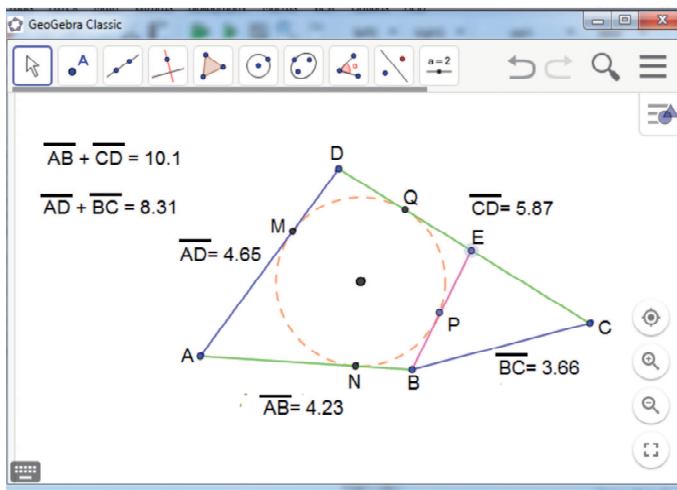 GeoGebra Classic
A
a=2
AB + CD = 10.1
AD + BC = 8.31
D
Q
CD= 5.87
M
E
AD= 4.65
P
C
A
N
B
BC= 3.66
AB= 4.23